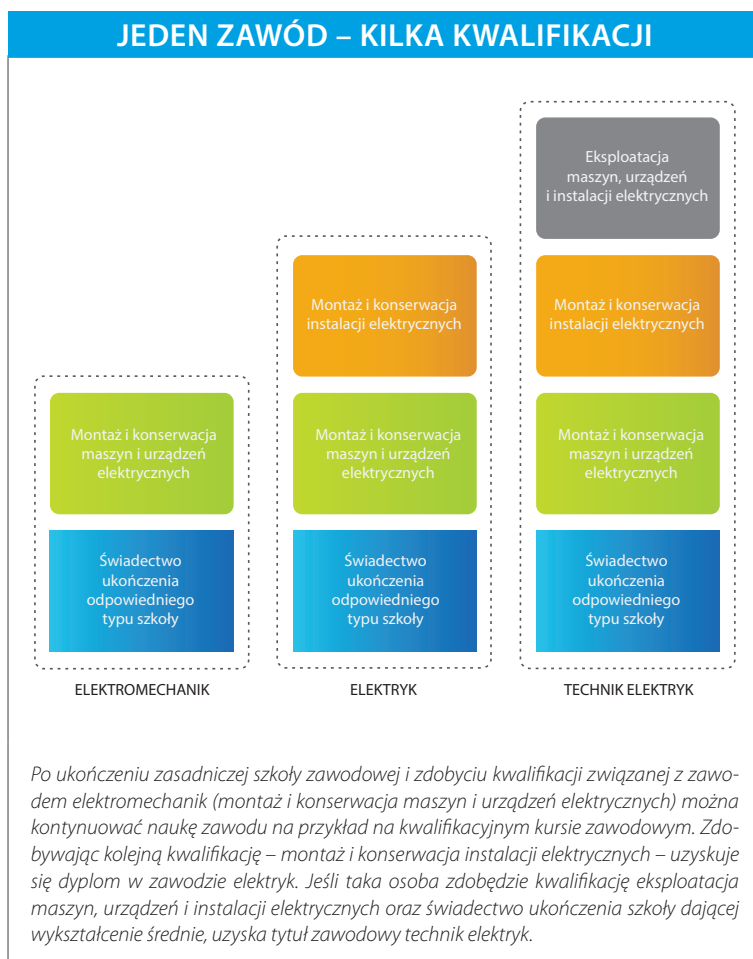 JEDEN ZAWÓD – KILKA KWALIFIKACJI
Eksploatacja
maszyn, urządzeń
i instalacji elektrycznych
Montaż i konserwacja
instalacji elektrycznych
Montaż i konserwacja
instalacji elektrycznych
Montaż i konserwacja
maszyn i urządzeń
elektrycznych
Montaż i konserwacja
maszyn i urządzeń
elektrycznych
Montaż i konserwacja
maszyn i urządzeń
elektrycznych
Świadectwo
ukończenia
odpowiedniego
typu szkoły
Świadectwo
ukończenia
odpowiedniego
typu szkoły
Świadectwo
ukończenia
odpowiedniego
typu szkoły
ELEKTROMECHANIK
ELEKTRYK
TECHNIK ELEKTRYK
Po ukończeniu zasadniczej szkoły zawodowej i zdobyciu kwalifikacji związanej z zawo-
dem elektromechanik (montaż i konserwacja maszyn i urządzeń elektrycznych) można
kontynuować naukę zawodu na przykład na kwalifikacyjnym kursie zawodowym. Zdo-
bywając kolejną kwalifikację – montaż i konserwacja instalacji elektrycznych – uzyskuje
się dyplom w zawodzie elektryk. Jeśli taka osoba zdobędzie kwalifikację eksploatacja
maszyn, urządzeń i instalacji elektrycznych oraz świadectwo ukończenia szkoły dającej
wykształcenie średnie, uzyska tytuł zawodowy technik elektryk.